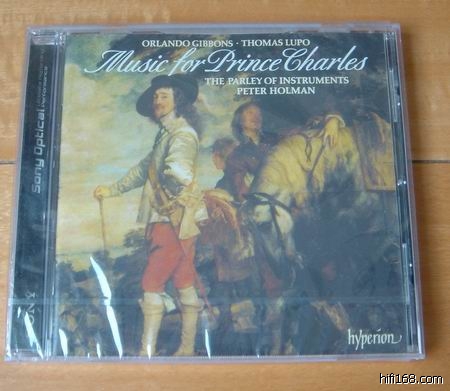 ORLANDO GIBBONS · THOMAS LUPO
Music for Prince Charles
THE PARLEY OF INSTRUMENTS
PETER HOLMAN
Sony Optical
hyperion
hifi168.com